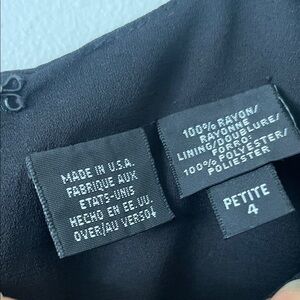 MADE IN U.S.A.
FABRIQUE AUX
ETATS-UNIS
HECHO EN EE.UU.
OVER/AU VERSO↓
100% RAYON/
RAYONNE
LINING/DOUBLURE/
FORRO:
100% POLYESTER/
POLIESTER
PETITE
4